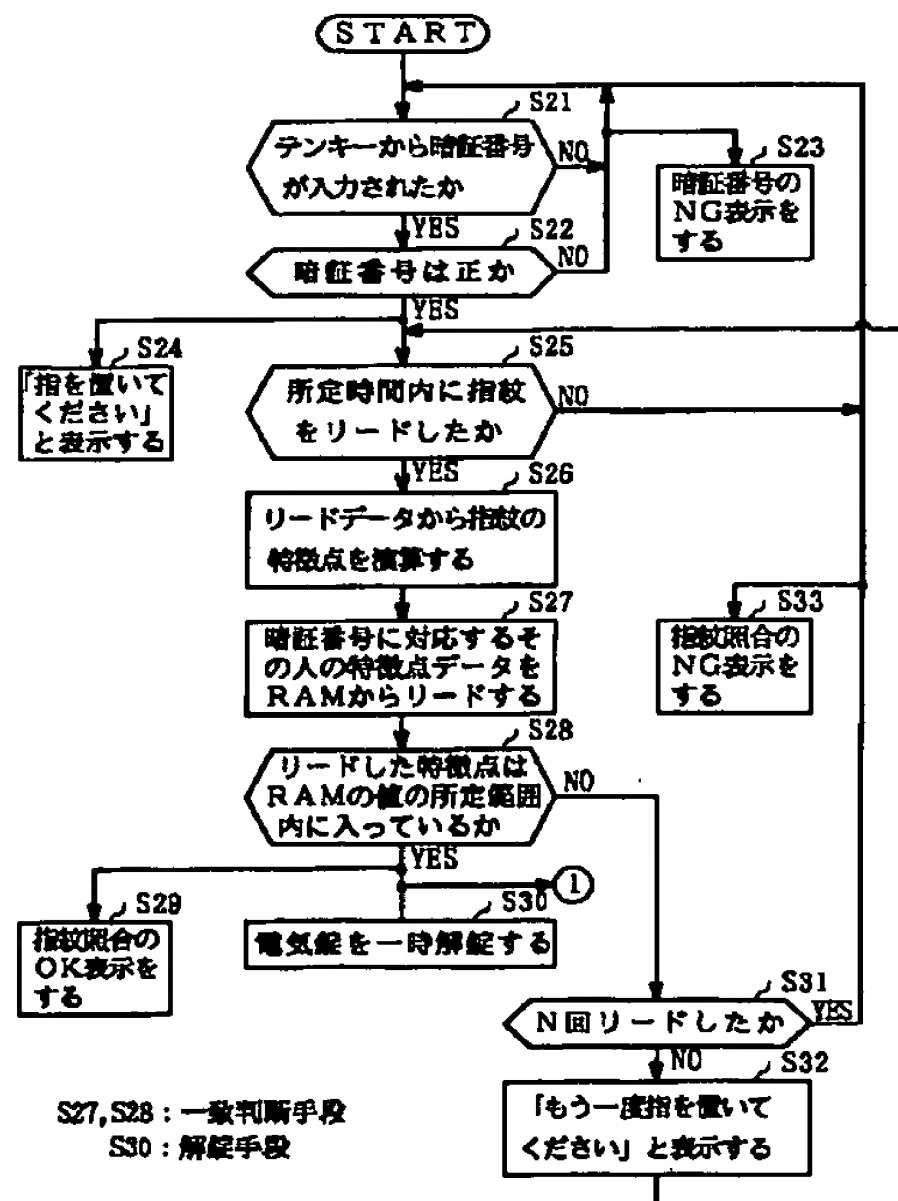 START
S21
テンキーから暗証番号
が入力されたか
NO
YES
S22
暗証番号は正か
NO
YES
S23
暗証番号の
NG表示を
する
S24
「指を置いて
ください」
と表示する
S25
所定時間内に指紋
をリードしたか
NO
YES
S26
リードデータから指紋の
特徴点を演算する
S27
暗証番号に対応するそ
の人の特徴点データを
RAMからリードする
S33
指紋照合の
NG表示を
する
S28
リードした特徴点は
RAMの値の所定範囲
内に入っているか
NO
YES
①
S29
指紋照合の
OK表示を
する
S30
電気錠を一時解錠する
S31
N回リードしたか
YES
NO
S32
「もう一度指を置いて
ください」と表示する
S27,S28:一致判断手段
S30:解錠手段